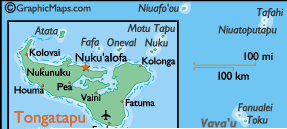 ©GraphicMaps.com
Niuafo'ou
Tafahi
Niuatoputapu
Atata
Fafa
Oneval
Motu Tapu
Nuku
Kolovai
Nuku'alofa
Kolonga
Nukunuku
Houma
Pea
Vaini
Fatuma
Tongatapu
100 mi
100 km
Vava'u
Fonualei
Toku